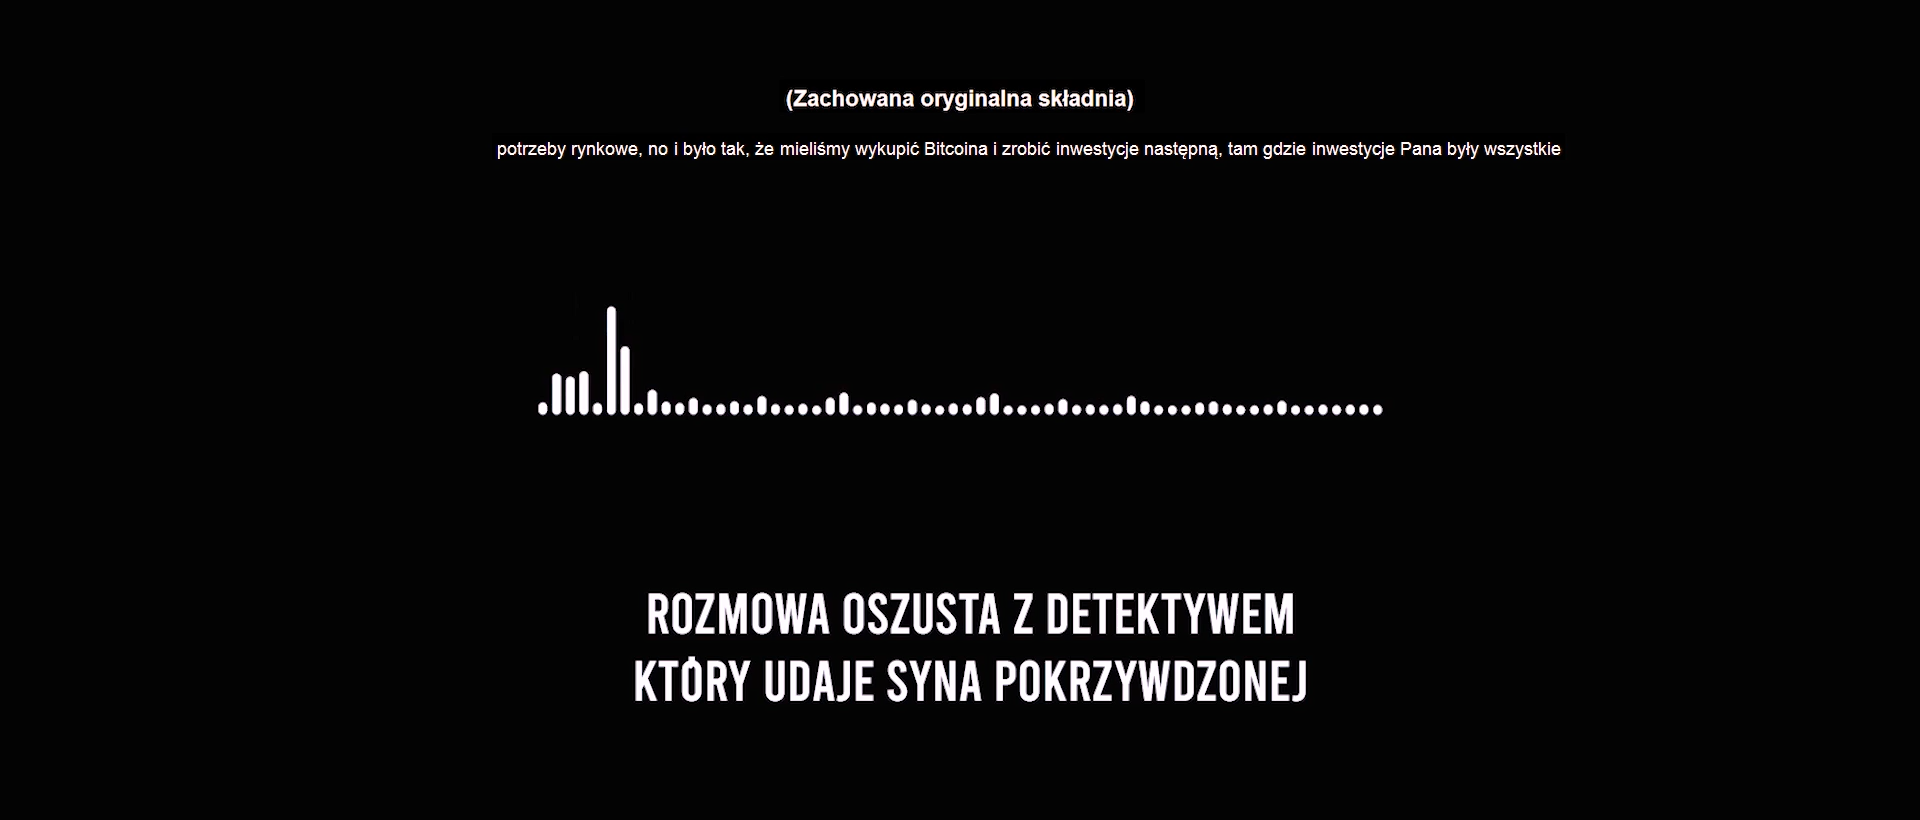 (Zachowana oryginalna składnia)
potrzeby rynkowe, no i było tak, że mieliśmy wykupić Bitcoina i zrobić inwestycje następną, tam gdzie inwestycje Pana były wszystkie
ROZMOWA OSZUSTA Z DETEKTYWEM
KTÓRY UDAJE SYNA POKRZYWDZONEJ